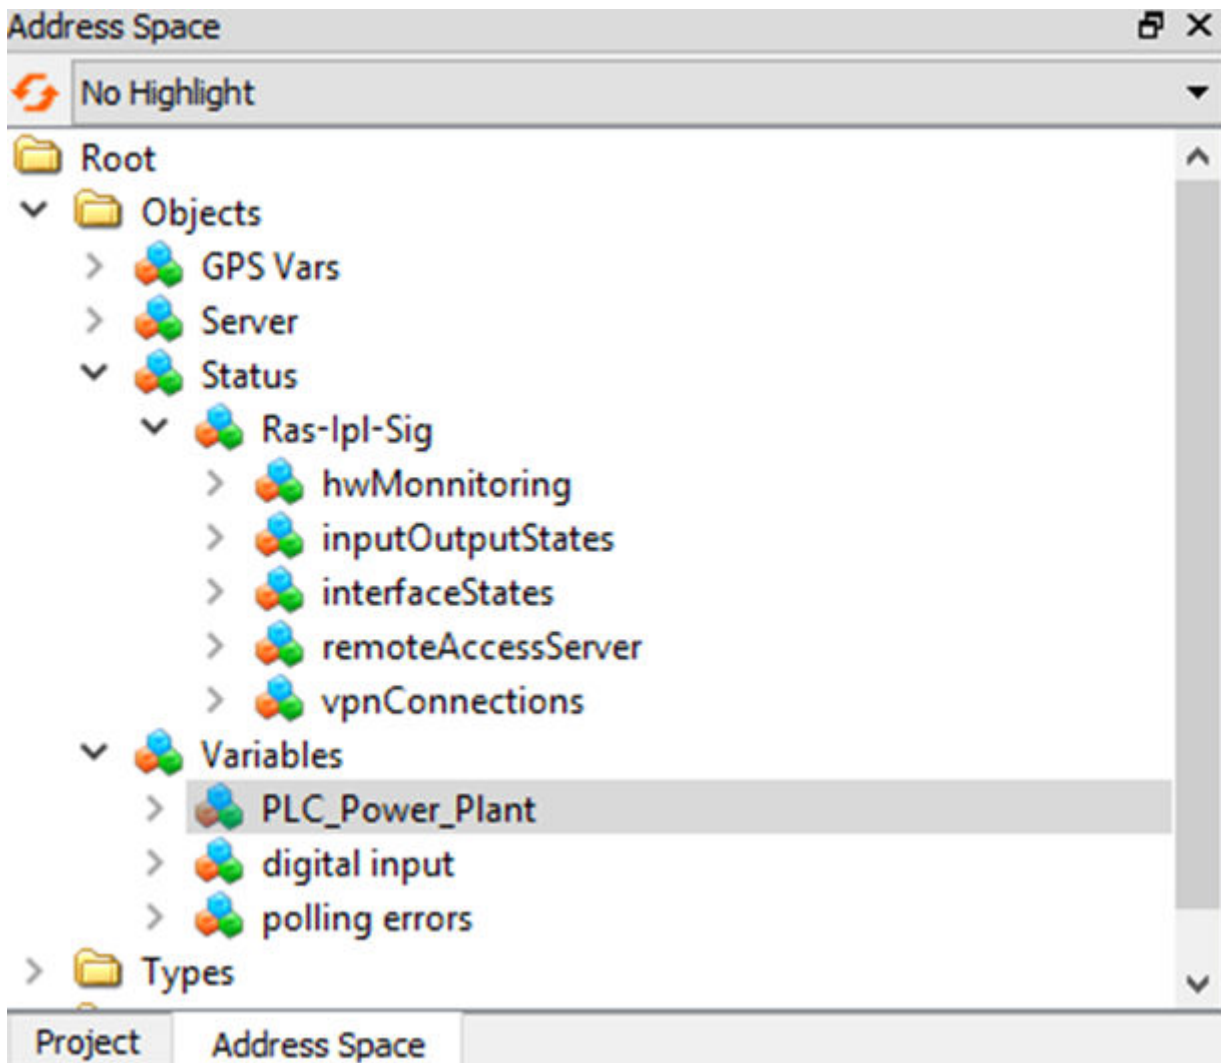 Address Space
No Highlight
Root
Objects
GPS Vars
Server
Status
Ras-Ipl-Sig
hwMonnitoring
inputOutputStates
interfaceStates
remoteAccessServer
vpnConnections
Variables
PLC_Power_Plant
digital input
polling errors
Types
Project Address Space